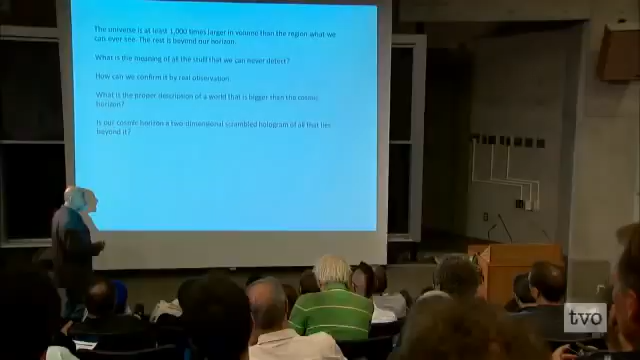 The universe is at least 1,000 times larger in volume than the region what we
can ever see. The rest is beyond our horizon.
What is the meaning of all the stuff that we can never detect?
How can we confirm it by real observation.
What is the proper description of a world that is bigger then the cosmic
horizon?
Is our cosmic horizon a two-dimensional scrambled hologram of all that lies
beyond it?
tvo